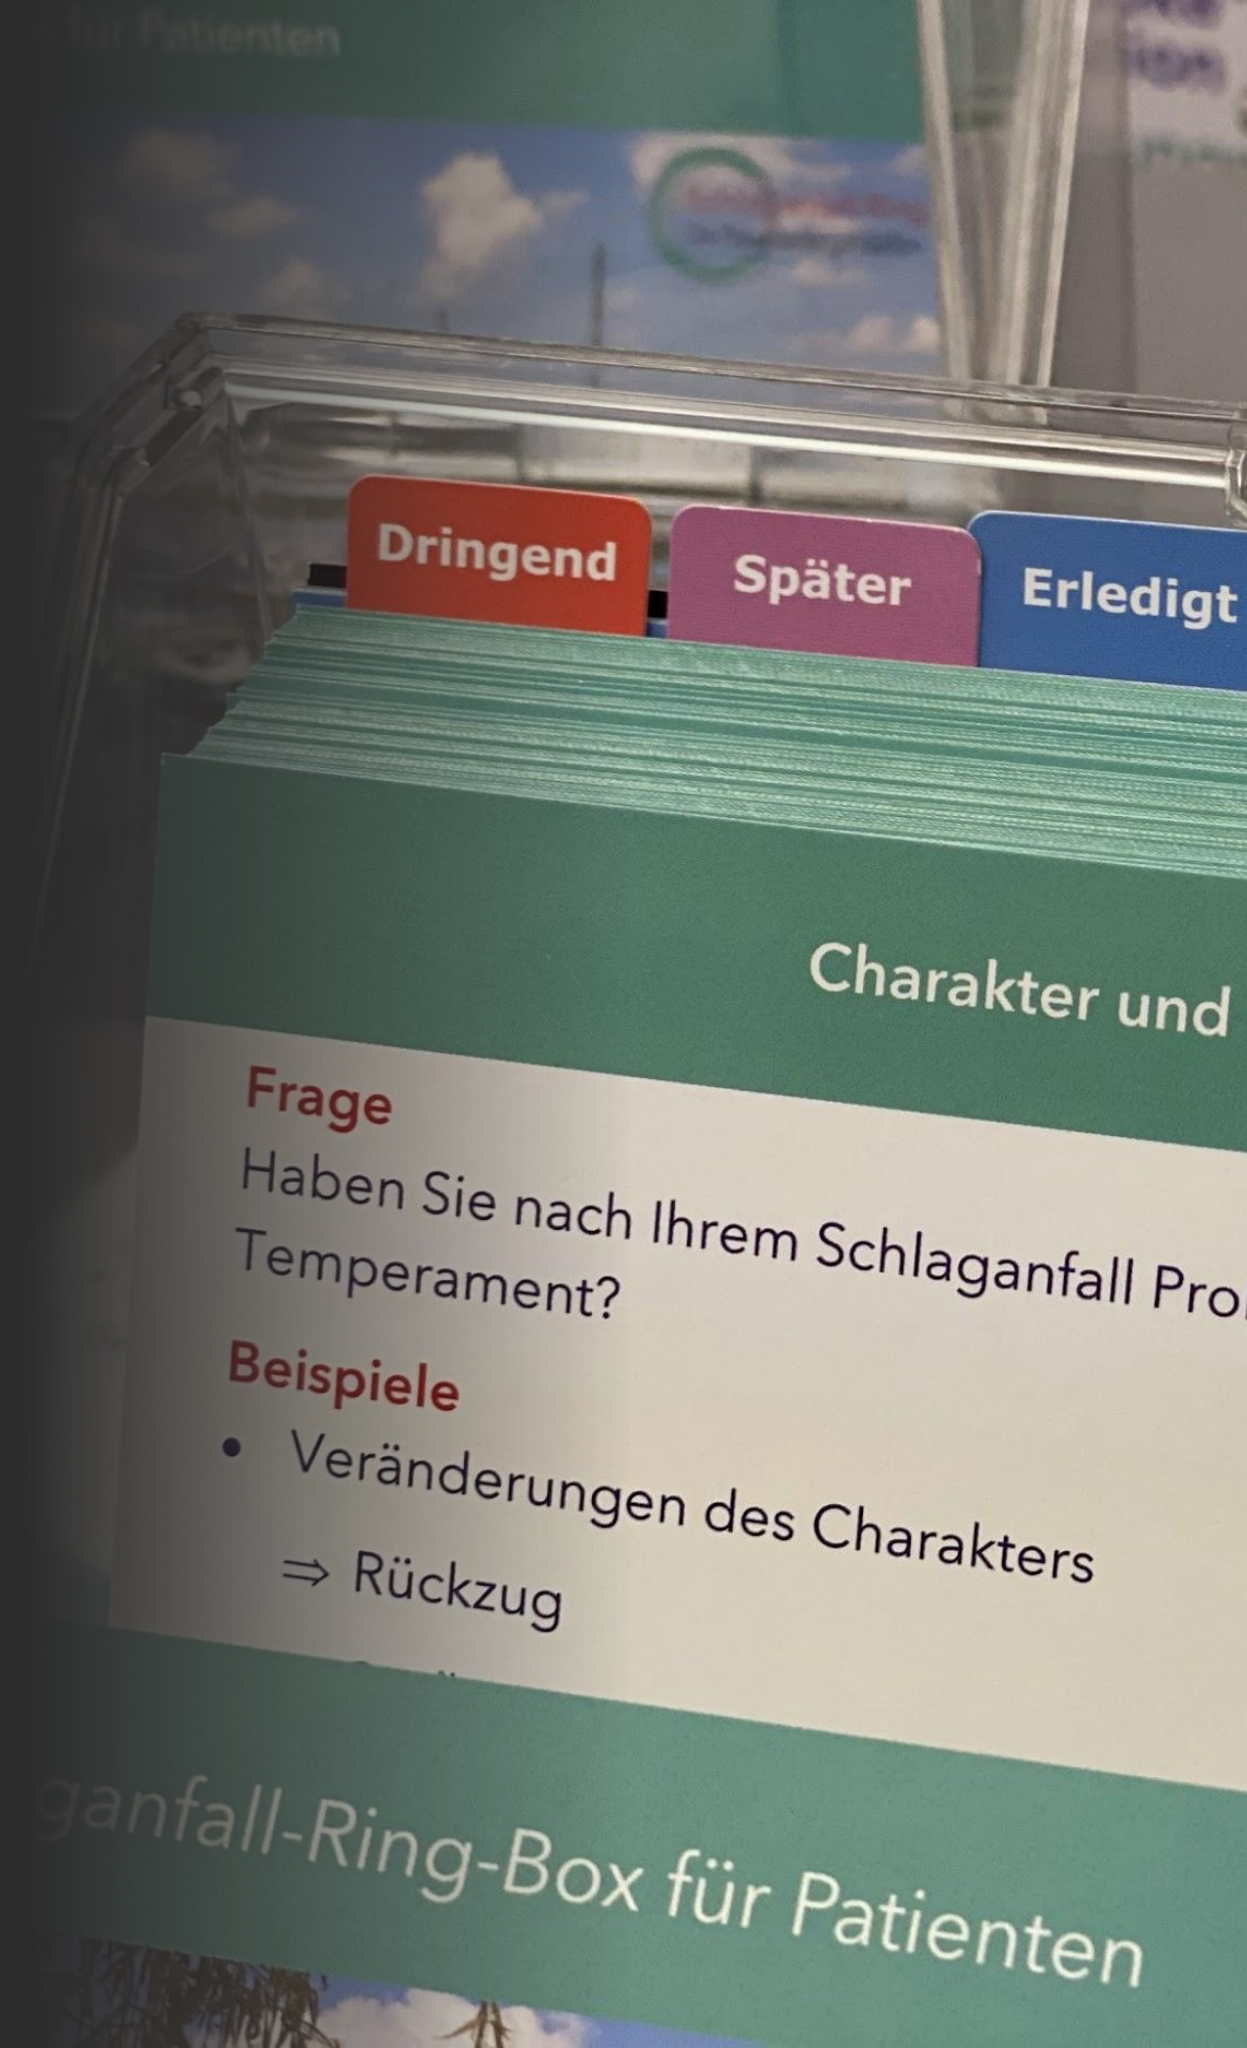 für Patienten
Dringend
Später
Erledigt
Charakter und
Frage
Haben Sie nach Ihrem Schlaganfall Pro
Temperament?
Beispiele
• Veränderungen des Charakters
⇒ Rückzug
ganfall-Ring-Box für Patienten